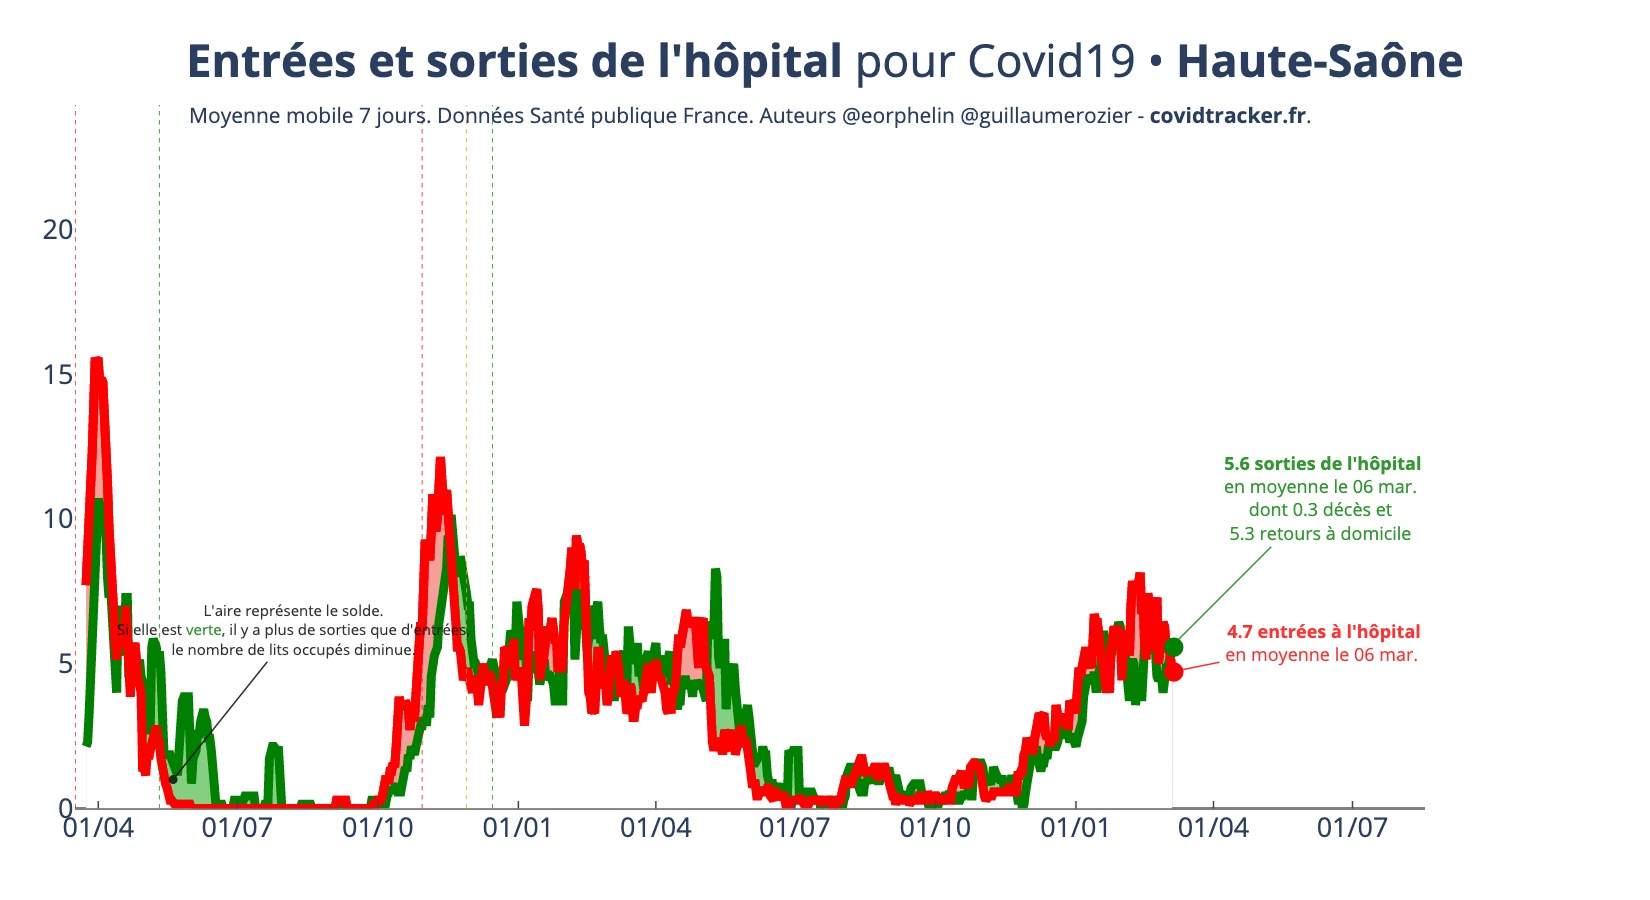 Entrées et sorties de l'hôpital pour Covid19 • Haute-Saône
Moyenne mobile 7 jours. Données Santé publique France. Auteurs @eorphelin @guillaumerozier - covidtracker.fr.
20
15
10
5
0
L'aire représente le solde.
Si elle est verte, il y a plus de sorties que d'entrées,
le nombre de lits occupés diminue.
5.6 sorties de l'hôpital
en moyenne le 06 mar.
dont 0.3 décès et
5.3 retours à domicile
4.7 entrées à l'hôpital
en moyenne le 06 mar.
01/04 01/07 01/10 01/01 01/04 01/07 01/10 01/01 01/04 01/07